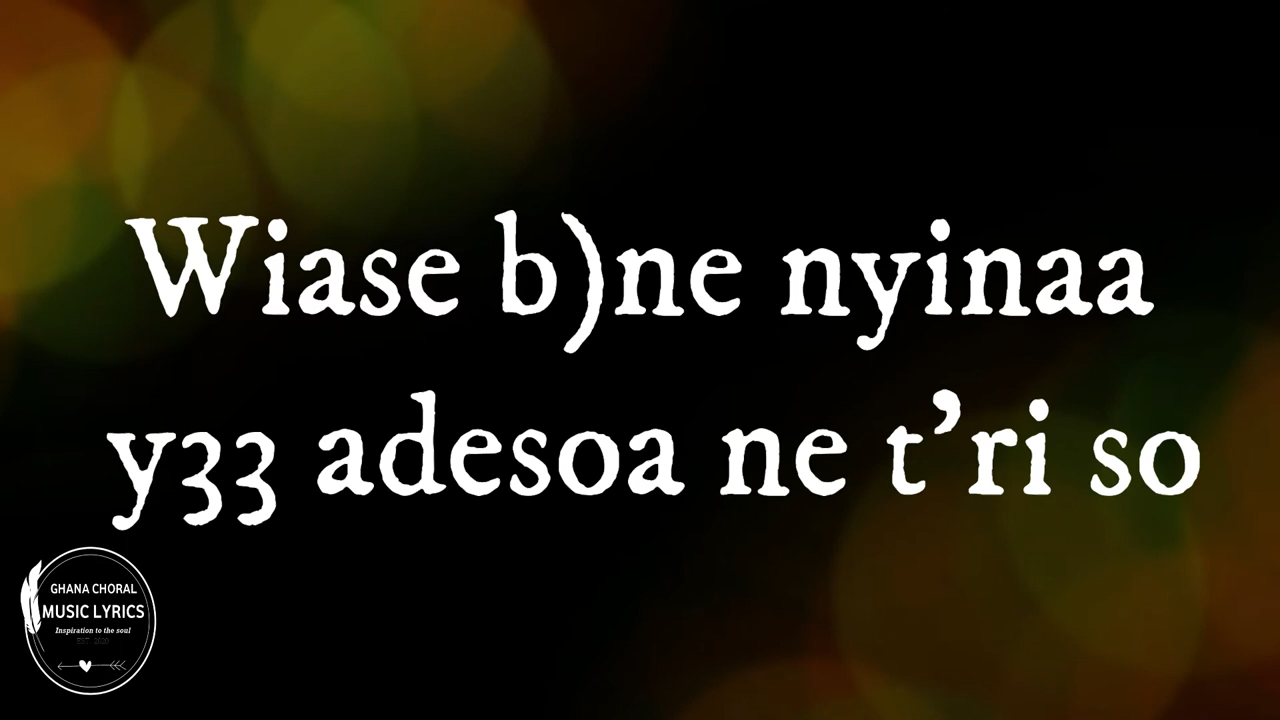 Wiase b)ne nyinaa
y33 adesoa ne t’ri so
GHANA CHORAL
MUSIC LYRICS
Inspiration to the soul